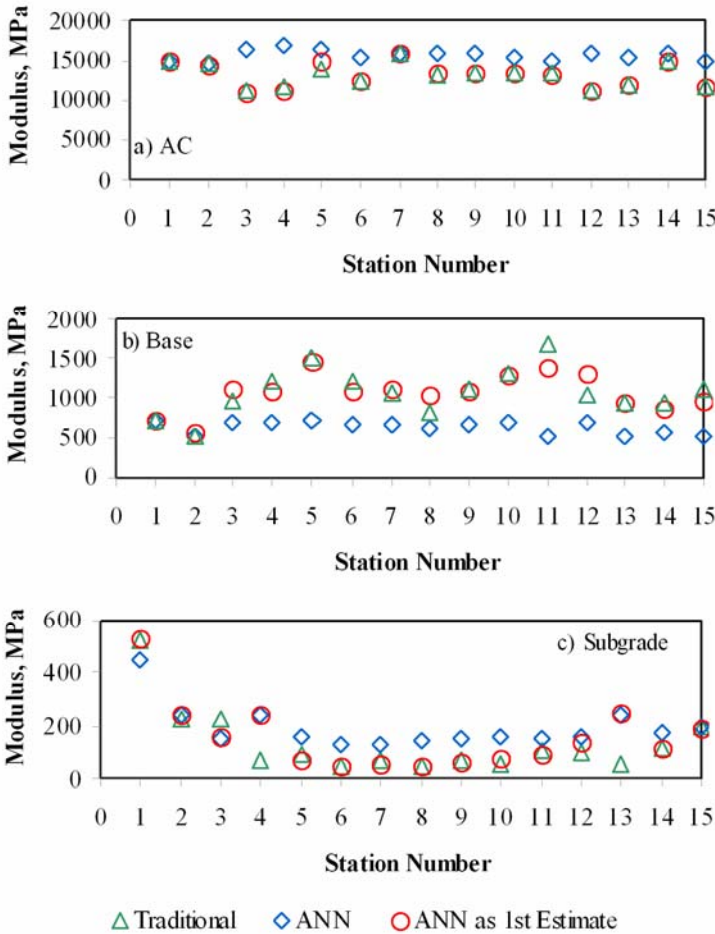 Modulus, MPa
20000
15000
10000
5000
0
a) AC
0 1 2 3 4 5 6 7 8 9 10 11 12 13 14 15
Station Number
Modulus, MPa
2000
1500
1000
500
0
b) Base
0 1 2 3 4 5 6 7 8 9 10 11 12 13 14 15
Station Number
Modulus, MPa
600
400
200
0
c) Subgrade
0 1 2 3 4 5 6 7 8 9 10 11 12 13 14 15
Station Number
Traditional ANN ANN as 1st Estimate